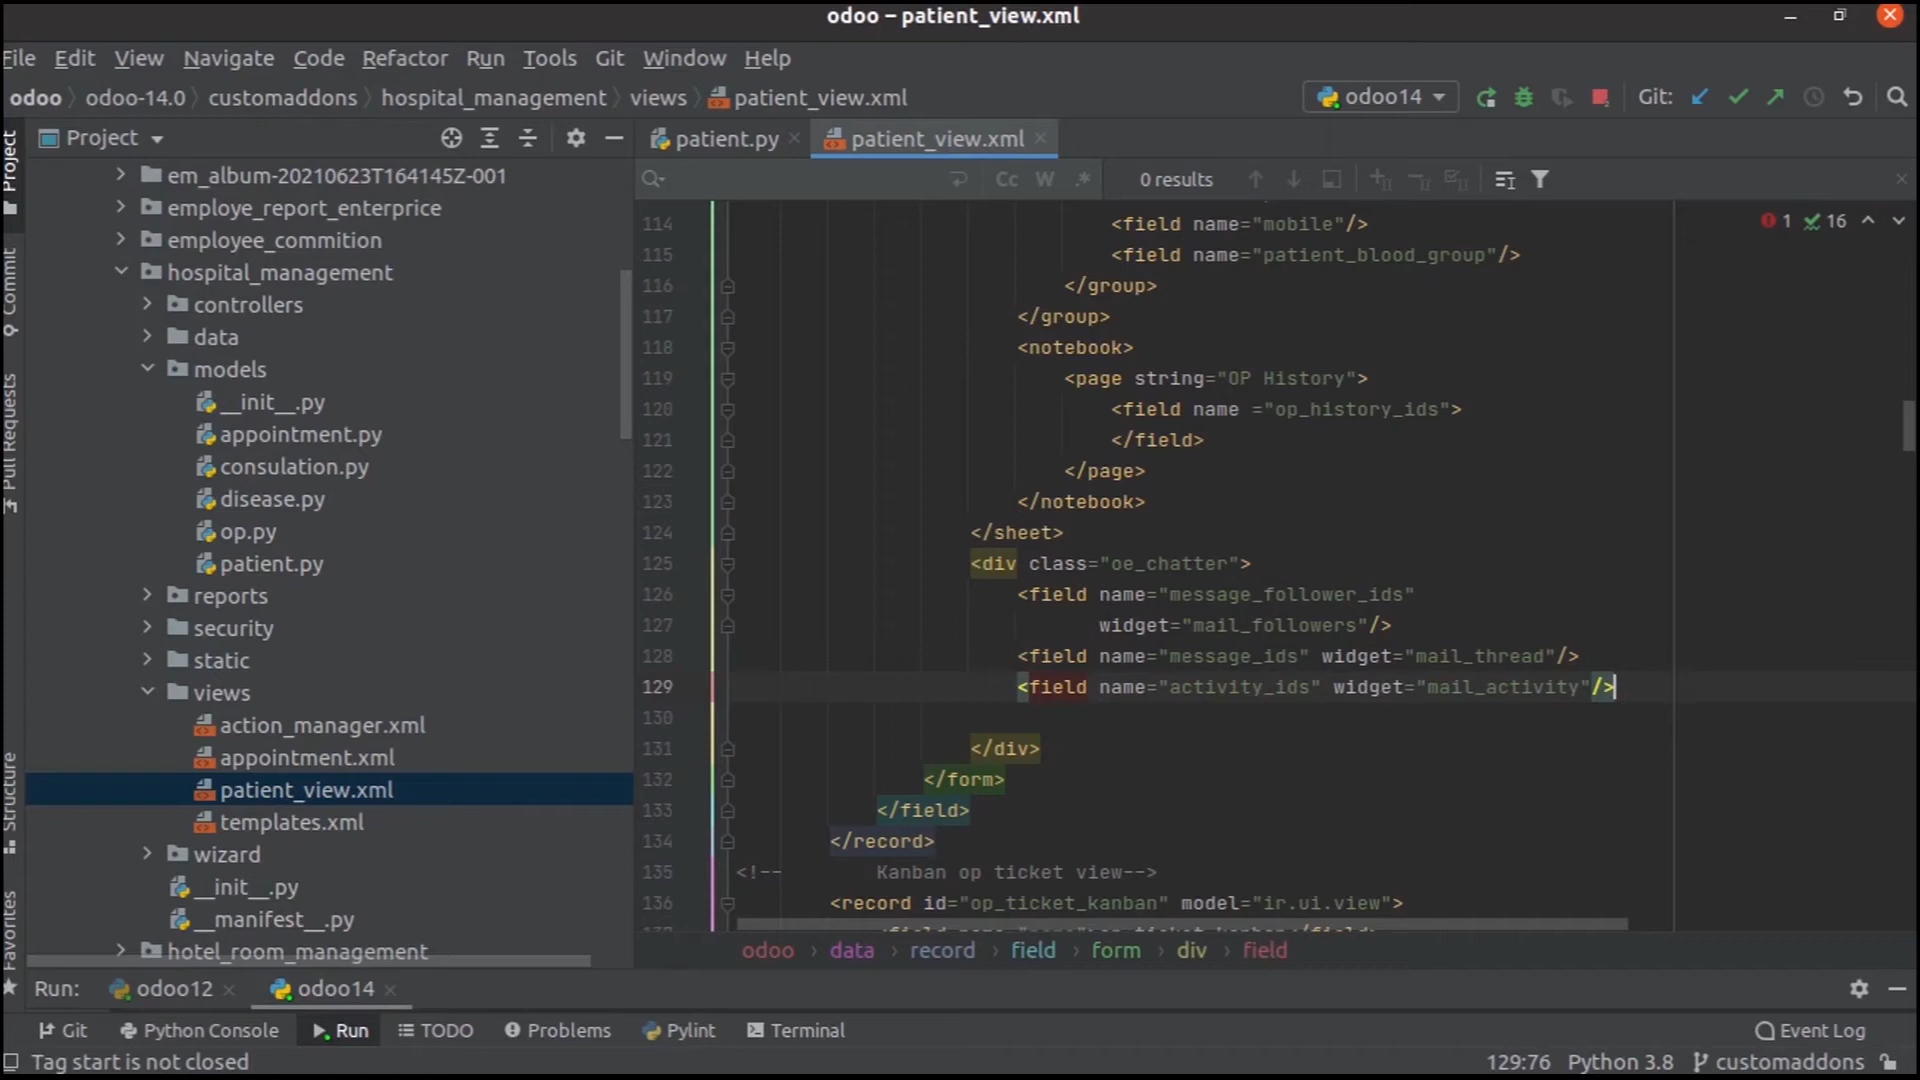 odoo – patient_view.xml
File Edit View Navigate Code Refactor Run Tools Git Window Help
odoo odoo-14.0 customaddons hospital_management views patient_view.xml
odoo14 Git:
Project
Commit
Pull Requests
Structure
Favorites
Project
em_album-20210623T164145Z-001
employe_report_enterprice
employee_commition
hospital_management
controllers
data
models
__init__.py
appointment.py
consulation.py
disease.py
op.py
patient.py
reports
security
static
views
action_manager.xml
appointment.xml
patient_view.xml
templates.xml
wizard
__init__.py
__manifest__.py
hotel_room_management
patient.py patient_view.xml
Cc W .* 0 results
1 16
114 <field name="mobile"/>
115 <field name="patient_blood_group"/>
116 </group>
117 </group>
118 <notebook>
119 <page string="OP History">
120 <field name ="op_history_ids">
121 </field>
122 </page>
123 </notebook>
124 </sheet>
125 <div class="oe_chatter">
126 <field name="message_follower_ids"
127 widget="mail_followers"/>
128 <field name="message_ids" widget="mail_thread"/>
129 <field name="activity_ids" widget="mail_activity"/>
130
131 </div>
132 </form>
133 </field>
134 </record>
135 <!-- Kanban op ticket view-->
136 <record id="op_ticket_kanban" model="ir.ui.view">
odoo › data › record › field › form › div › field
Run: odoo12 odoo14
Git Python Console Run TODO Problems Pylint Terminal Event Log
Tag start is not closed 129:76 Python 3.8 customaddons